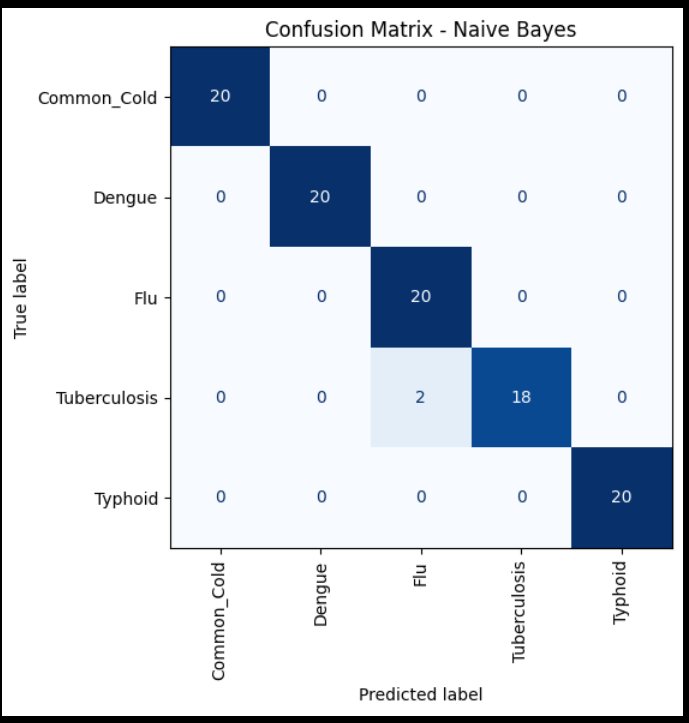 Confusion Matrix - Naive Bayes
True label
Common_Cold 20 0 0 0 0
Dengue 0 20 0 0 0
Flu 0 0 20 0 0
Tuberculosis 0 0 2 18 0
Typhoid 0 0 0 0 20
Common_Cold Dengue Flu Tuberculosis Typhoid
Predicted label